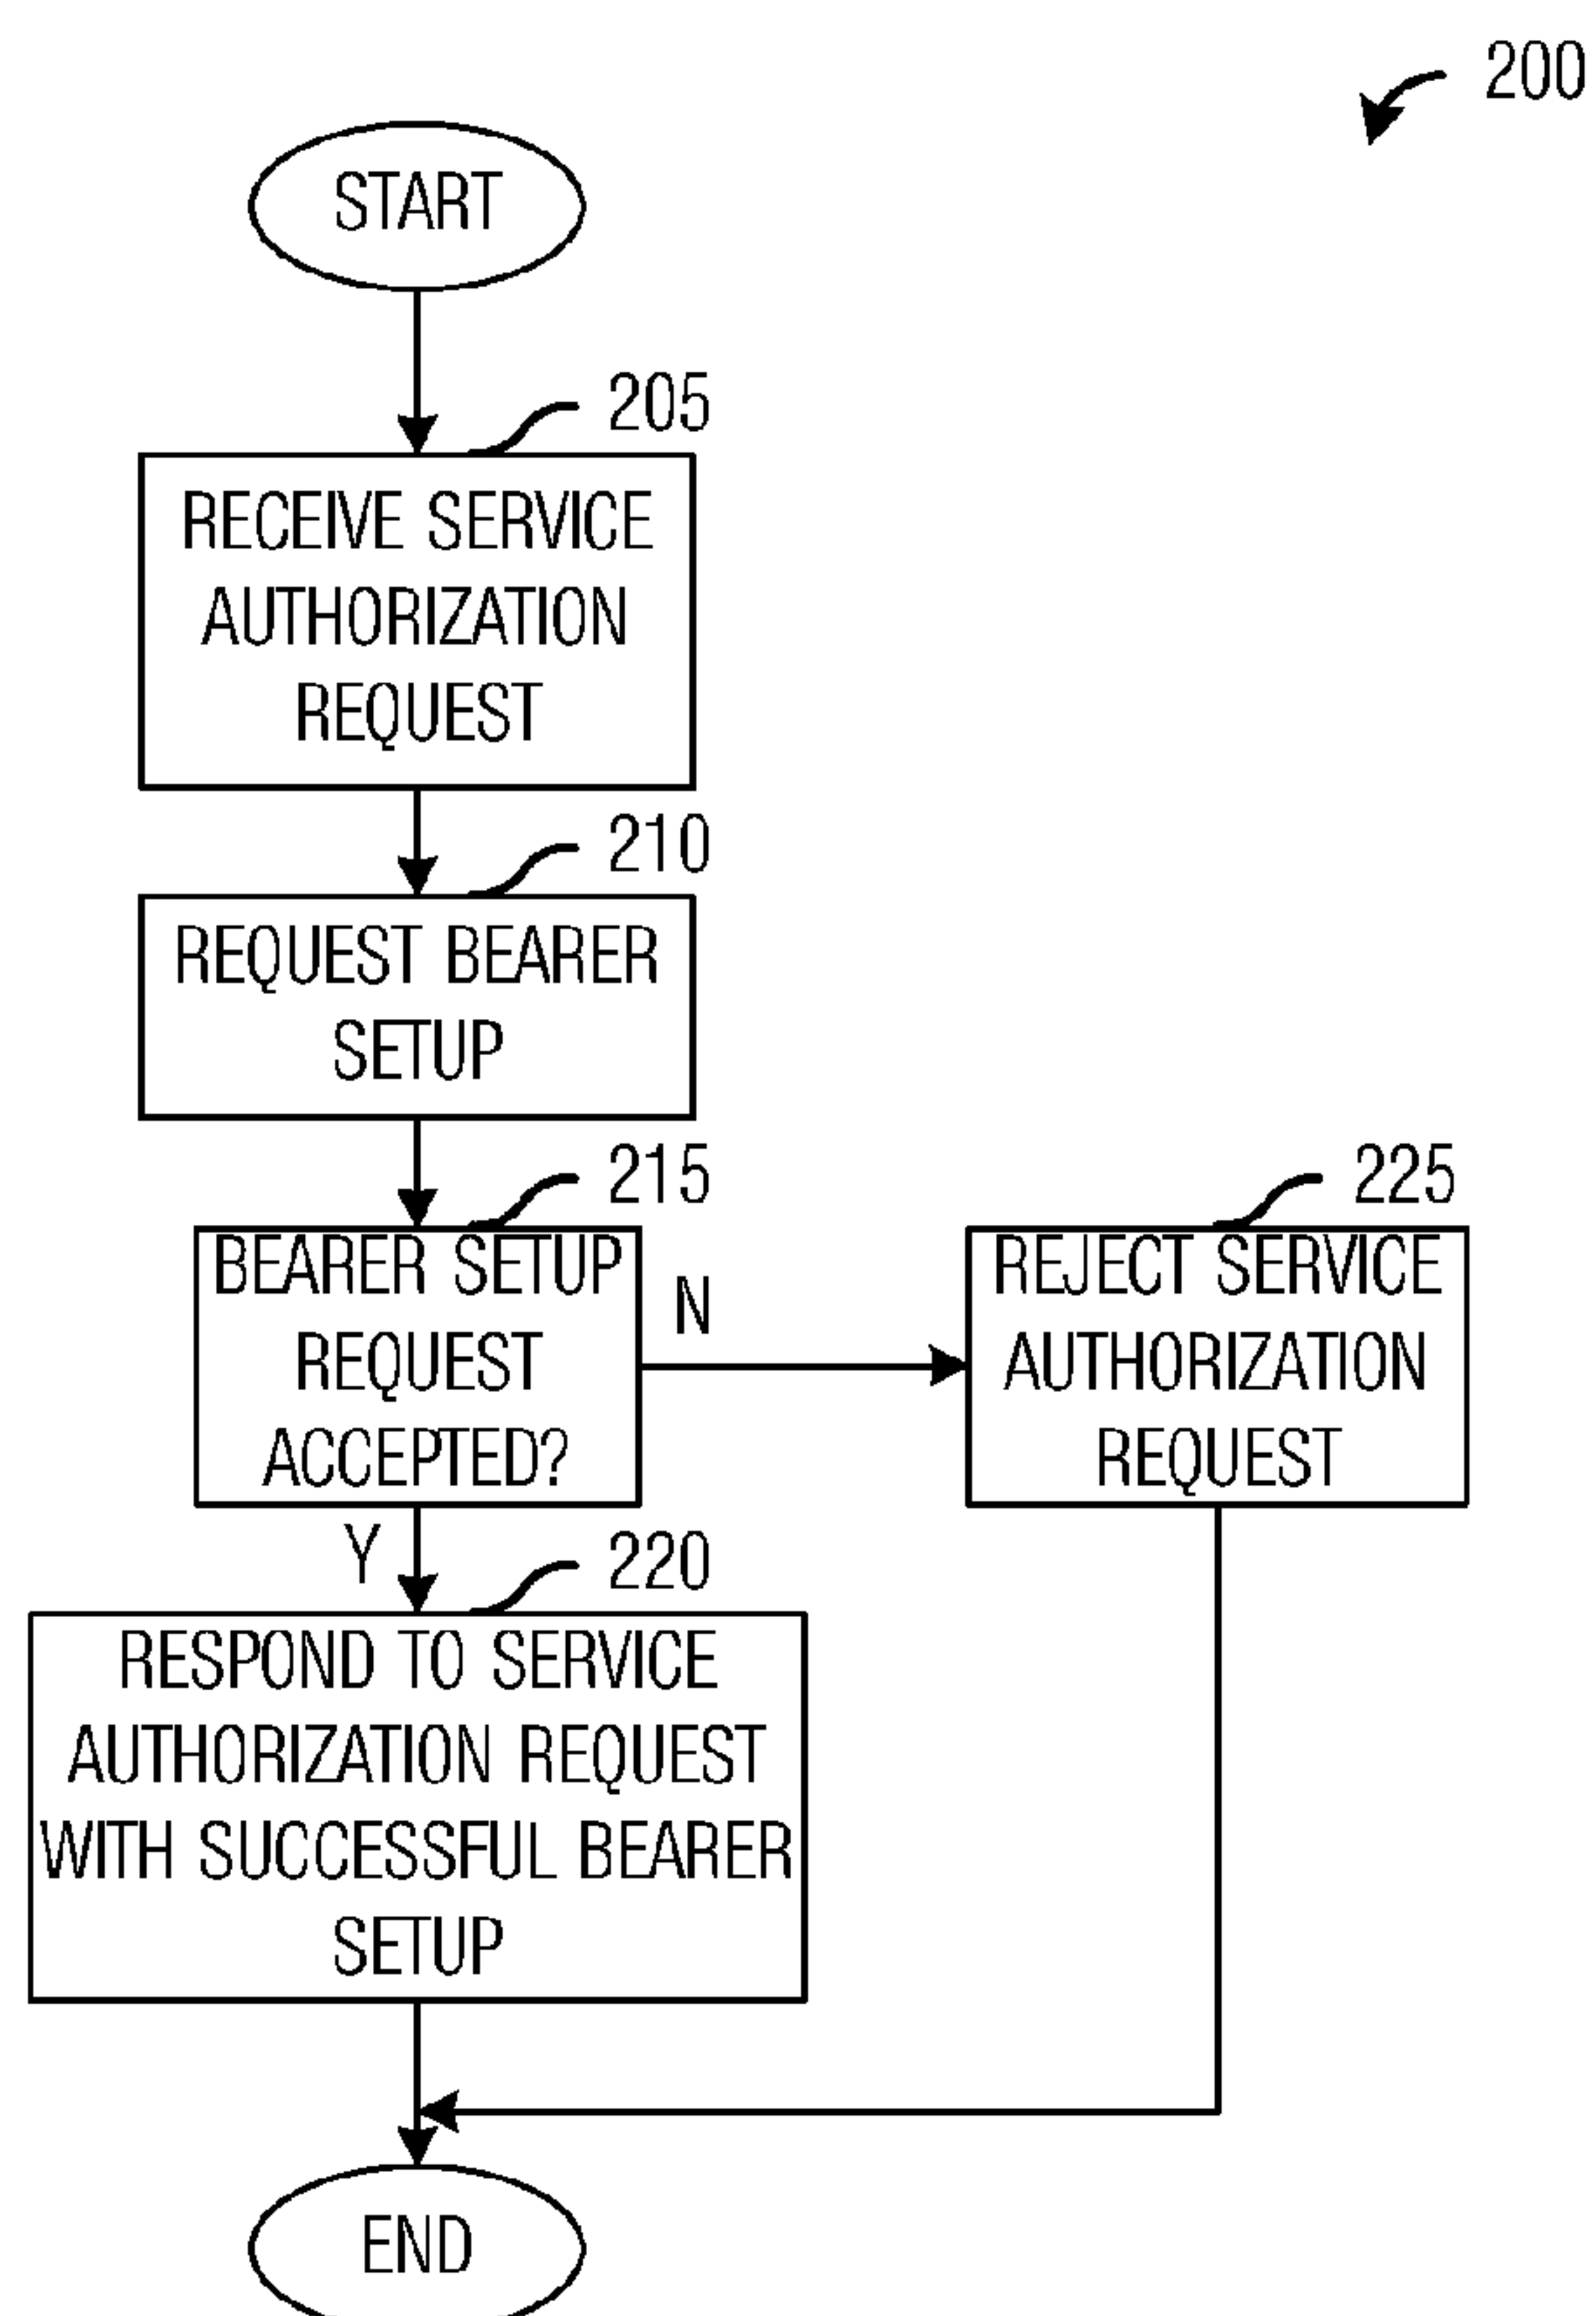 200
START
205
RECEIVE SERVICE
AUTHORIZATION
REQUEST
210
REQUEST BEARER
SETUP
215
BEARER SETUP
REQUEST
ACCEPTED?
N
225
REJECT SERVICE
AUTHORIZATION
REQUEST
Y
220
RESPOND TO SERVICE
AUTHORIZATION REQUEST
WITH SUCCESSFUL BEARER
SETUP
END